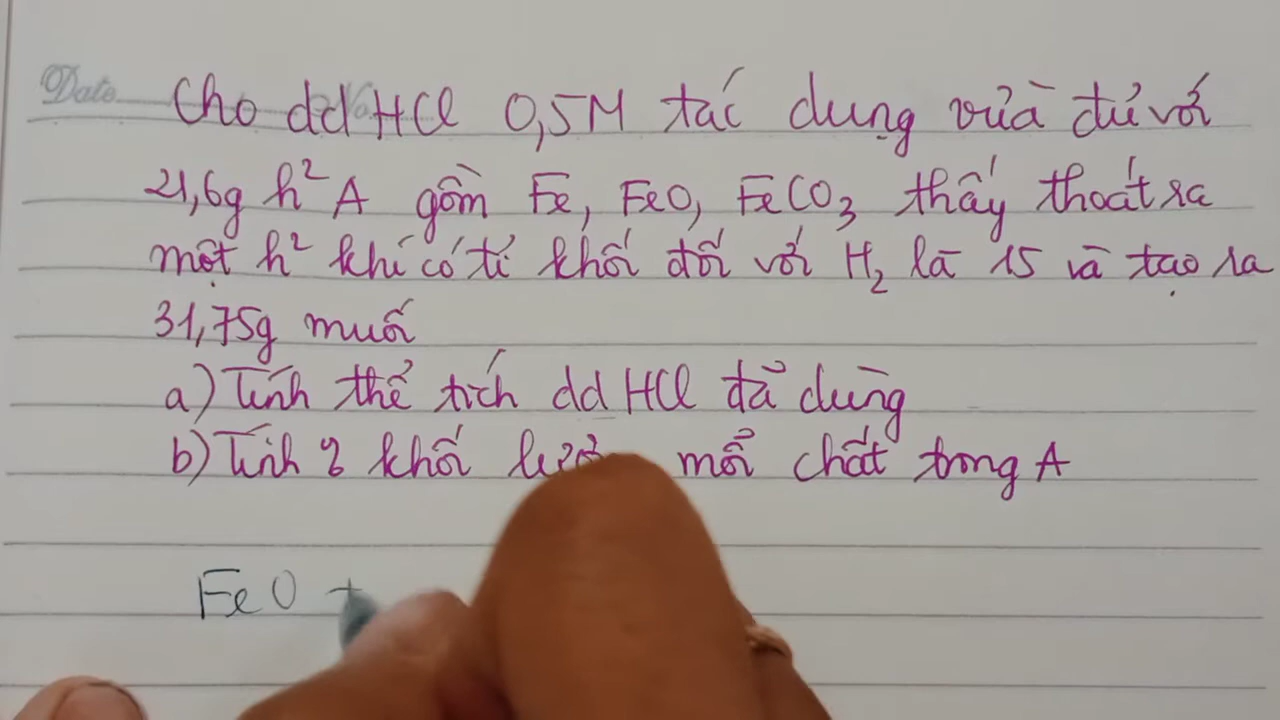 Date
Cho dd HCl 0,5M tác dụng vừa đủ với
21,6g h² A gồm Fe, FeO, FeCO₃ thấy thoát ra
một h² khí có tỉ khối đối với H₂ là 15 và tạo ra
31,75g muối
a) Tính thể tích dd HCl đã dùng
b) Tính % khối mỗi chất trong A
FeO +